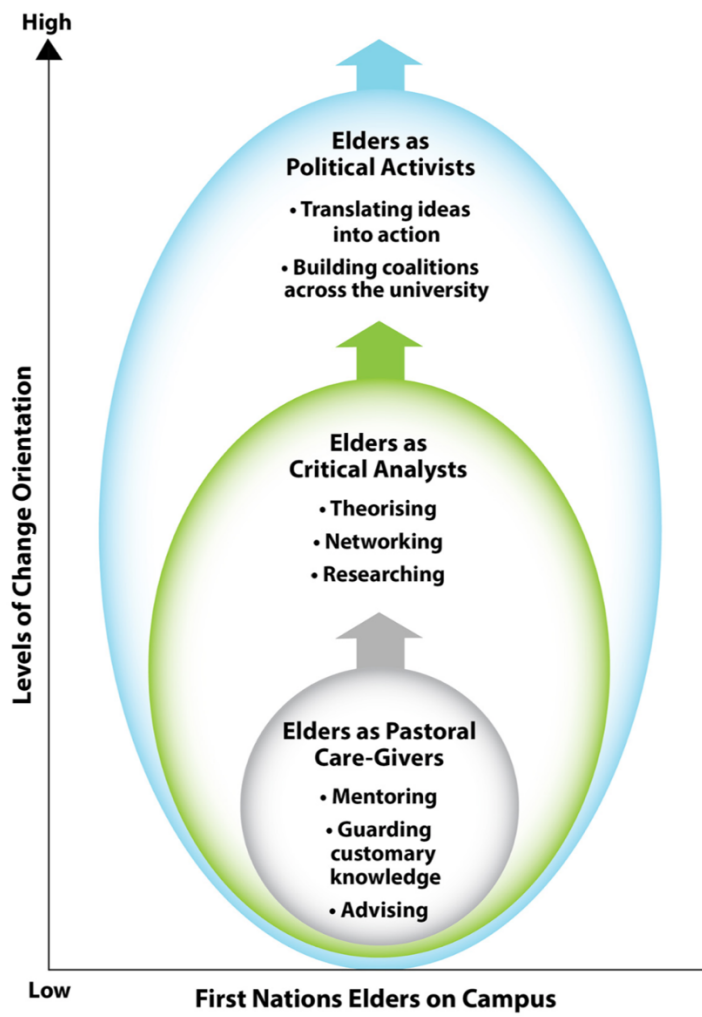 High
Elders as
Political Activists
• Translating ideas
into action
• Building coalitions
across the university
Elders as
Critical Analysts
• Theorising
• Networking
• Researching
Levels of Change Orientation
Elders as Pastoral
Care-Givers
• Mentoring
• Guarding
customary
knowledge
• Advising
Low
First Nations Elders on Campus